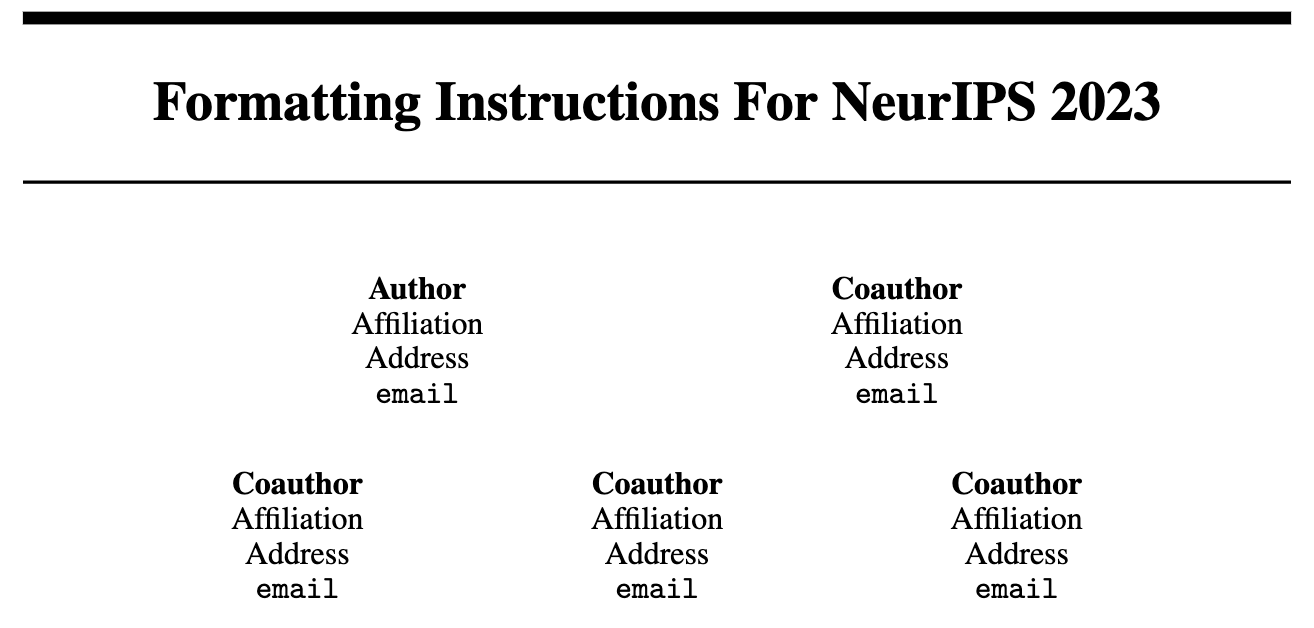 Formatting Instructions For NeurIPS 2023
Author
Affiliation
Address
email
Coauthor
Affiliation
Address
email
Coauthor
Affiliation
Address
email
Coauthor
Affiliation
Address
email
Coauthor
Affiliation
Address
email